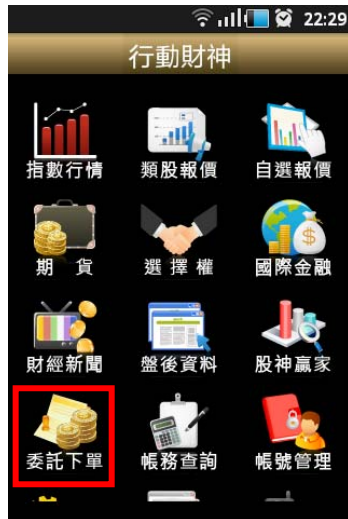 22:29
行動財神
指數行情 類股報價 自選報價
期 貨 選 擇 權 國際金融
財經新聞 盤後資料 股神贏家
委託下單 帳務查詢 帳號管理